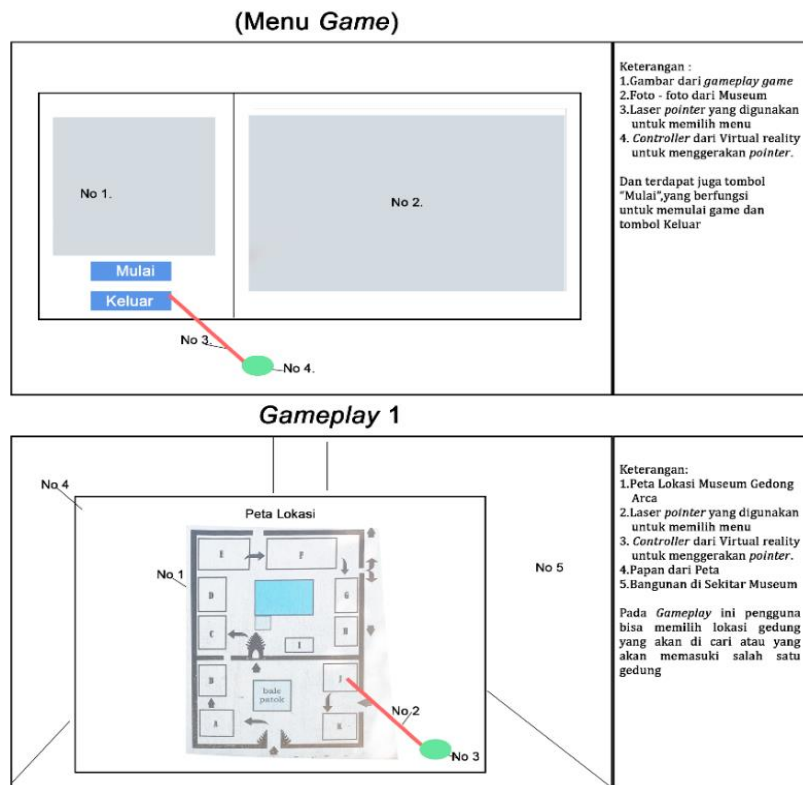 (Menu Game)
No 1.
No 2.
Mulai
Keluar
No 3.
No 4.
Keterangan :
1.Gambar dari gameplay game
2.Foto - foto dari Museum
3.Laser pointer yang digunakan
untuk memilih menu
4. Controller dari Virtual reality
untuk menggerakan pointer.
Dan terdapat juga tombol
"Mulai",yang berfungsi
untuk memulai game dan
tombol Keluar
Gameplay 1
No 4
Peta Lokasi
No 1
No 5
E
F
D
G
C
H
I
B
bale
patok
J
A
K
No 2
No 3
Keterangan:
1.Peta Lokasi Museum Gedong
Arca
2.Laser pointer yang digunakan
untuk memilih menu
3. Controller dari Virtual reality
untuk menggerakan pointer.
4.Papan dari Peta
5.Bangunan di Sekitar Museum
Pada Gameplay ini pengguna
bisa memilih lokasi gedung
yang akan di cari atau yang
akan memasuki salah satu
gedung